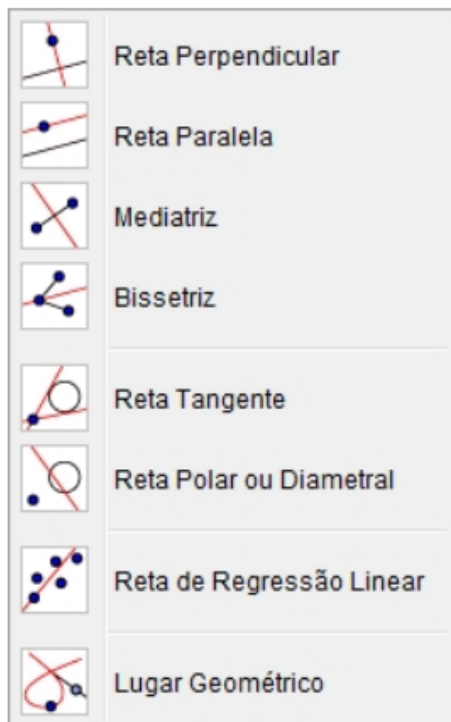 Reta Perpendicular
Reta Paralela
Mediatriz
Bissetriz
Reta Tangente
Reta Polar ou Diametral
Reta de Regressão Linear
Lugar Geométrico